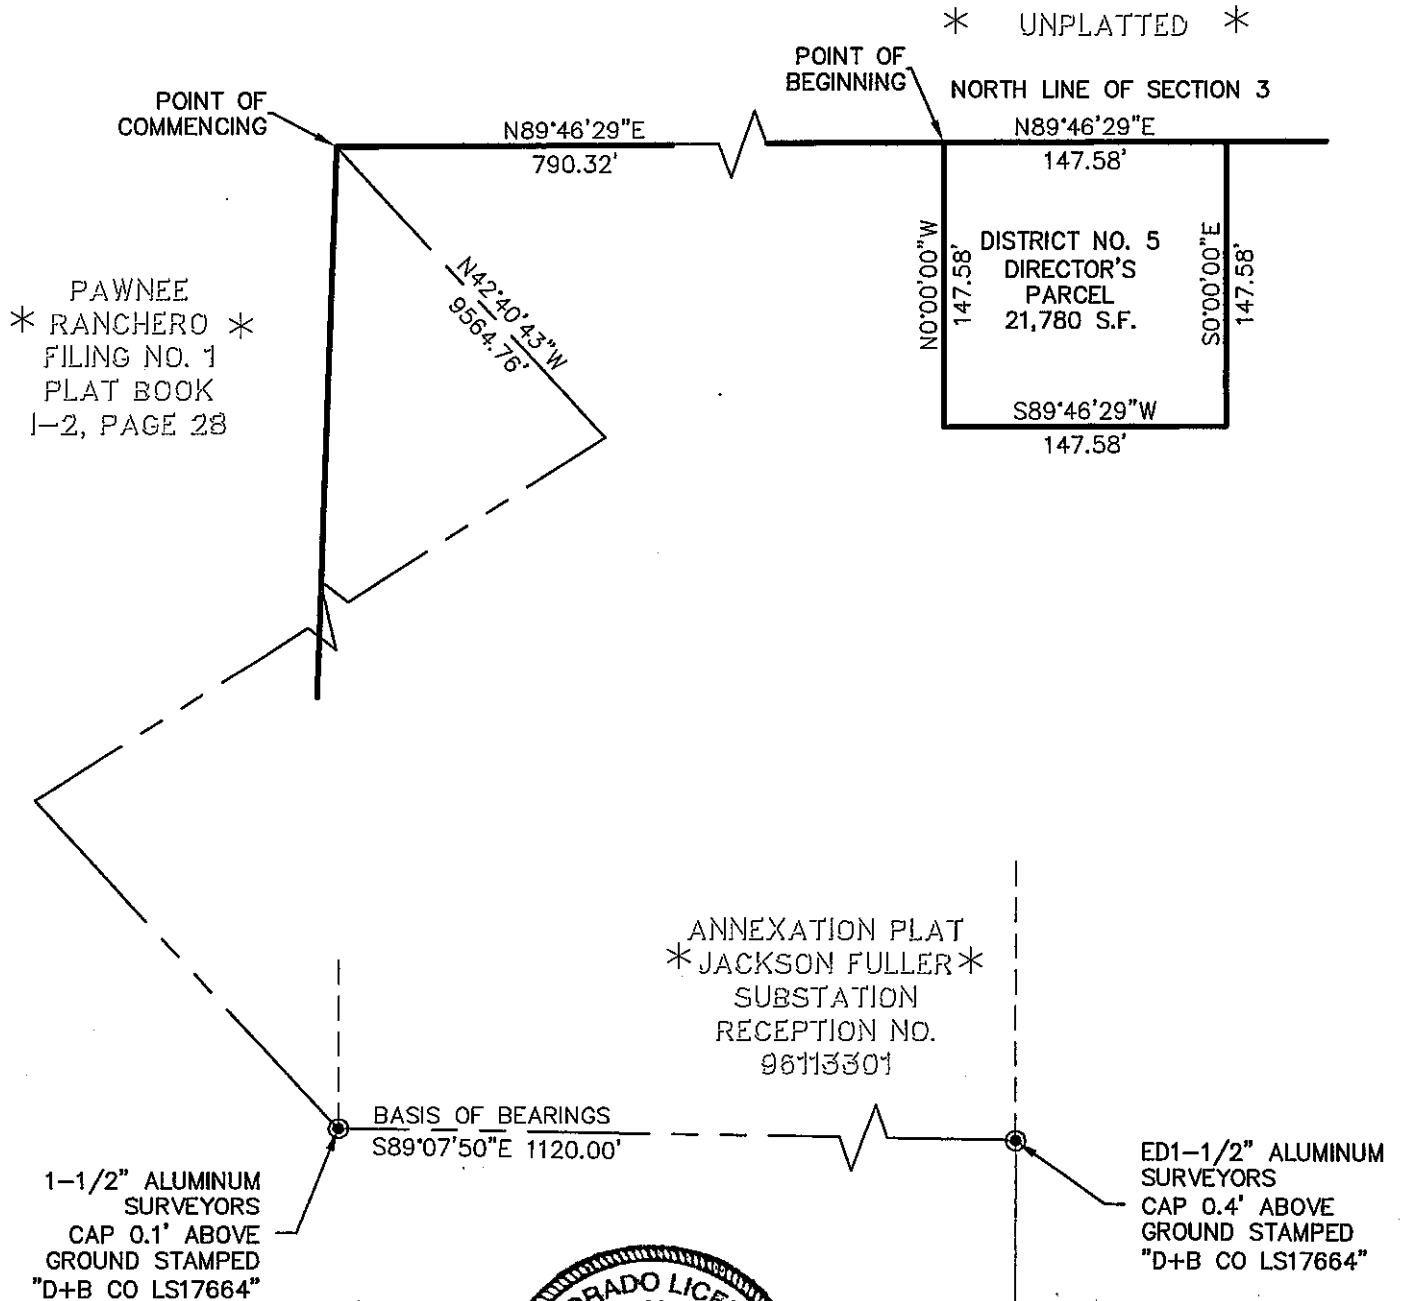 * UNPLATTED *
POINT OF
BEGINNING
NORTH LINE OF SECTION 3
POINT OF
COMMENCING
N89°46'29"E
790.32'
N89°46'29"E
147.58'
N0°00'00"W
147.58'
DISTRICT NO. 5
DIRECTOR'S
PARCEL
21,780 S.F.
S0°00'00"E
147.58'
S89°46'29"W
147.58'
N42°40'43"W
9564.76'
PAWNEE
* RANCHERO *
FILING NO. 1
PLAT BOOK
I-2, PAGE 28
ANNEXATION PLAT
* JACKSON FULLER *
SUBSTATION
RECEPTION NO.
96113301
BASIS OF BEARINGS
S89°07'50"E 1120.00'
1-1/2" ALUMINUM
SURVEYORS
CAP 0.1' ABOVE
GROUND STAMPED
"D+B CO LS17664"
ED1-1/2" ALUMINUM
SURVEYORS
CAP 0.4' ABOVE
GROUND STAMPED
"D+B CO LS17664"
RADO LICE